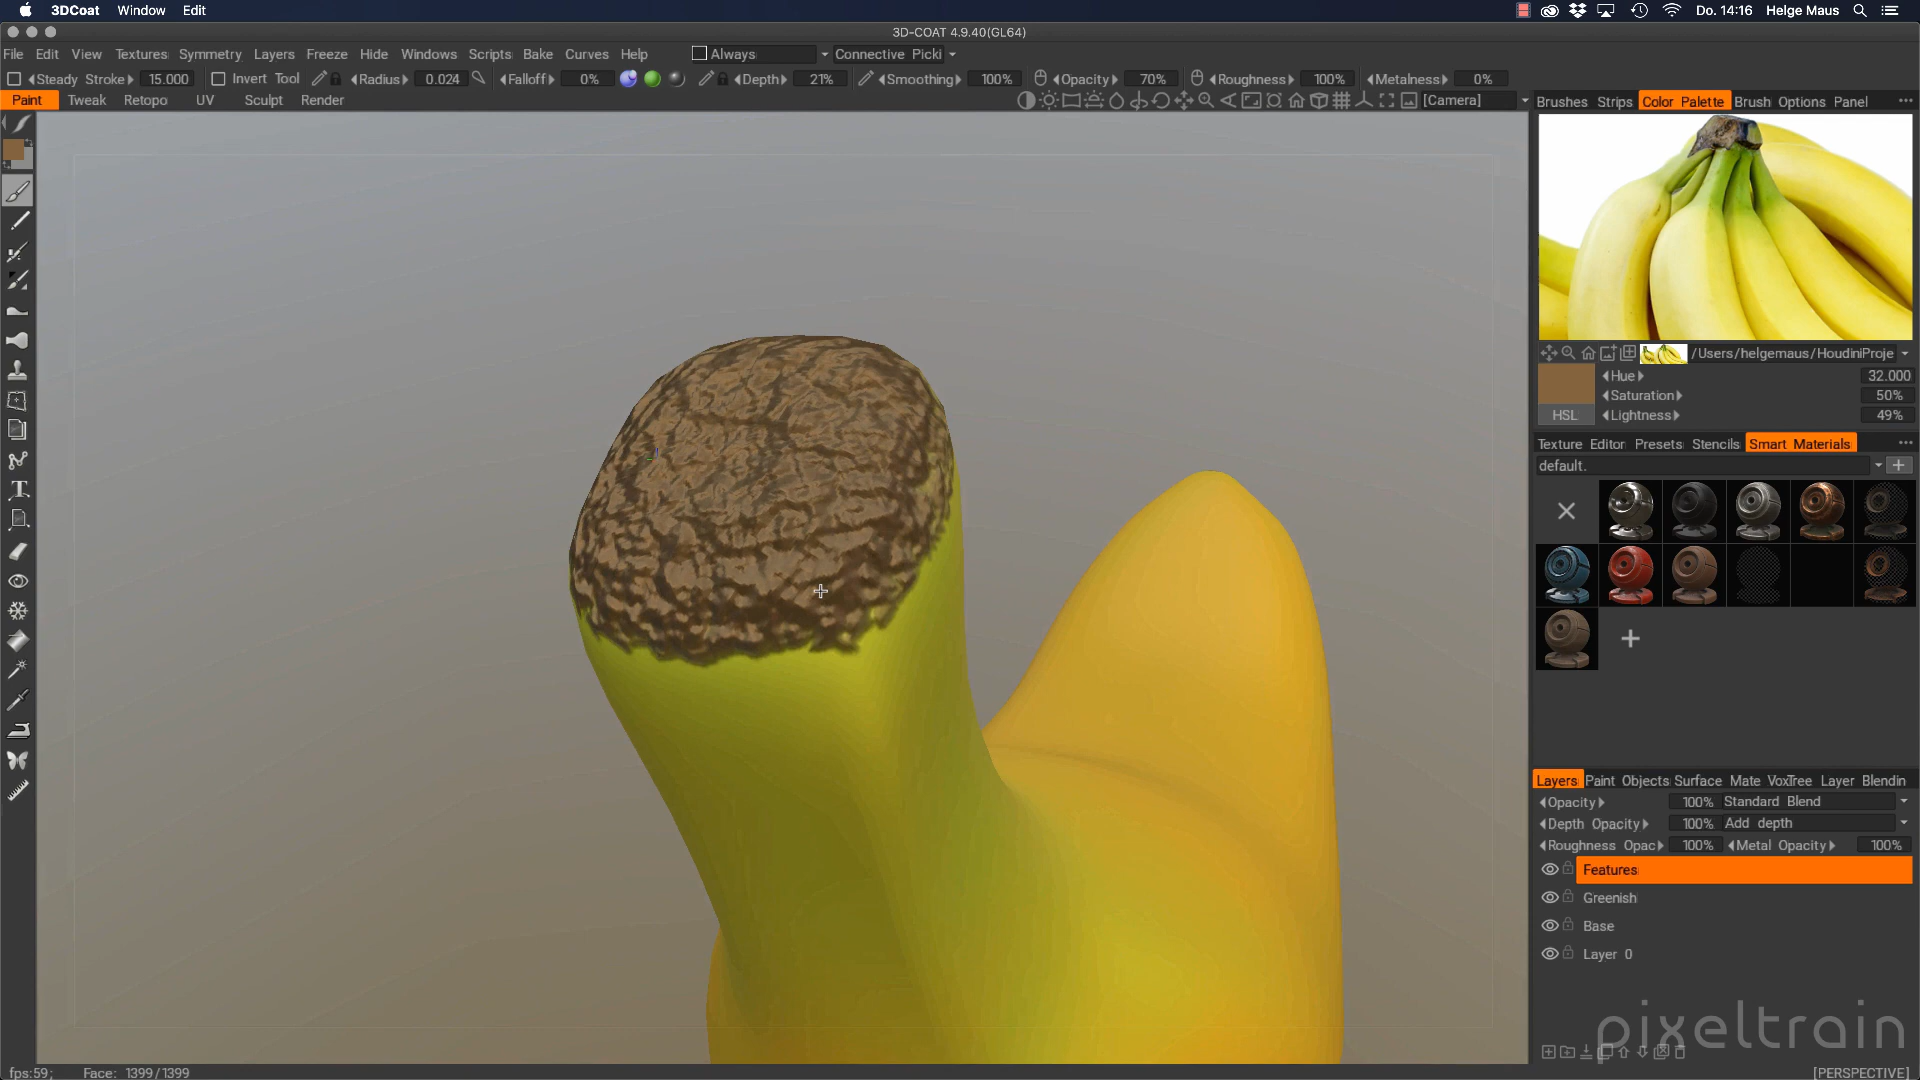 3DCoat Window Edit Do. 14:16 Helge Maus
3D-COAT 4.9.40(GL64)
File Edit View Textures Symmetry Layers Freeze Hide Windows Scripts Bake Curves Help Always Connective Picki
Steady Stroke 15.000 Invert Tool Radius 0.024 Falloff 0% Depth 21% Smoothing 100% Opacity 70% Roughness 100% Metalness 0%
Paint Tweak Retopo UV Sculpt Render [Camera]
Brushes Strips Color Palette Brush Options Panel
/Users/helgemaus/HoudiniProje
Hue 32.000
Saturation 50%
HSL Lightness 49%
Texture Editor Presets Stencils Smart Materials
default.
Layers Paint Objects Surface Mate VoxTree Layer Blendin
Opacity 100% Standard Blend
Depth Opacity 100% Add depth
Roughness Opac 100% Metal Opacity 100%
Features
Greenish
Base
Layer 0
pixeltrain
fps:59; Face: 1399/1399 [PERSPECTIVE]